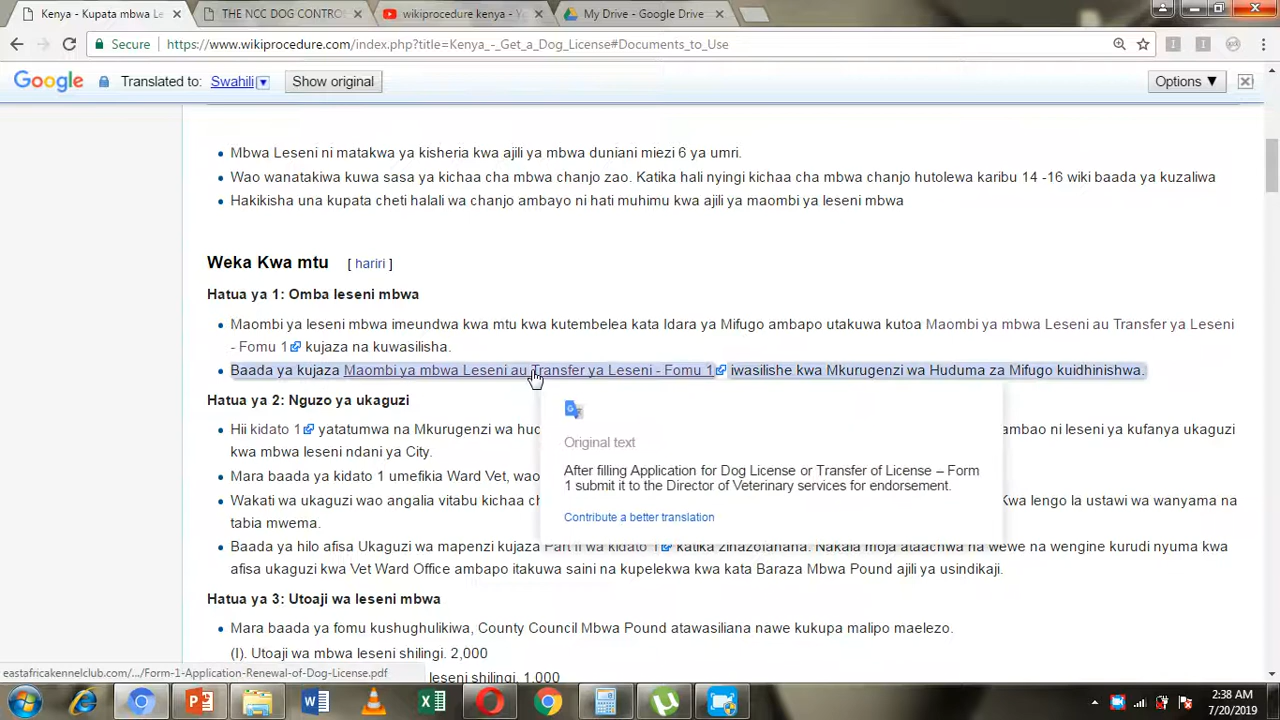 Kenya - Kupata mbwa Le
THE NCC DOG CONTRO
wikiprocedure kenya - Y
My Drive - Google Drive
Secure
https://www.wikiprocedure.com/index.php?title=Kenya_-_Get_a_Dog_License#Documents_to_Use
Google Translated to: Swahili Show original Options ▼
Mbwa Leseni ni matakwa ya kisheria kwa ajili ya mbwa duniani miezi 6 ya umri.
Wao wanatakiwa kuwa sasa ya kichaa cha mbwa chanjo zao. Katika hali nyingi kichaa cha mbwa chanjo hutolewa karibu 14 -16 wiki baada ya kuzaliwa
Hakikisha una kupata cheti halali wa chanjo ambayo ni hati muhimu kwa ajili ya maombi ya leseni mbwa
Weka Kwa mtu [ hariri ]
Hatua ya 1: Omba leseni mbwa
Maombi ya leseni mbwa imeundwa kwa mtu kwa kutembelea kata Idara ya Mifugo ambapo utakuwa kutoa Maombi ya mbwa Leseni au Transfer ya Leseni
- Fomu 1 kujaza na kuwasilisha.
Baada ya kujaza Maombi ya mbwa Leseni au Transfer ya Leseni - Fomu 1 iwasilishe kwa Mkurugenzi wa Huduma za Mifugo kuidhinishwa.
Hatua ya 2: Nguzo ya ukaguzi
Original text
After filling Application for Dog License or Transfer of License – Form
1 submit it to the Director of Veterinary services for endorsement.
Contribute a better translation
Hii kidato 1 yatatumwa na Mkurugenzi wa ambao ni leseni ya kufanya ukaguzi
kwa mbwa leseni ndani ya City.
Mara baada ya kidato 1 umefikia Ward Vet,
Wakati wa ukaguzi wao angalia vitabu kichaa Kwa lengo la ustawi wa wanyama na
tabia mwema.
Baada ya hilo afisa Ukaguzi wa mapenzi kujaza Part II wa kidato 1 katika zinazofanana. Nakala moja ataachwa na wewe na wengine kurudi nyuma kwa
afisa ukaguzi kwa Vet Ward Office ambapo itakuwa saini na kupelekwa kwa kata Baraza Mbwa Pound ajili ya usindikaji.
Hatua ya 3: Utoaji wa leseni mbwa
Mara baada ya fomu kushughulikiwa, County Council Mbwa Pound atawasiliana nawe kukupa malipo maelezo.
(I). Utoaji wa mbwa leseni shilingi. 2,000
leseni shilingi. 1,000
eastafricakennelclub.com/.../Form-1-Application-Renewal-of-Dog-License.pdf
2:38 AM
7/20/2019